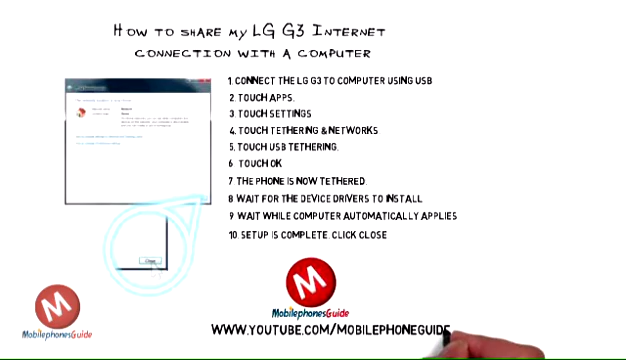 HOW TO SHARE MY LG G3 INTERNET
CONNECTION WITH A COMPUTER
1. CONNECT THE LG G3 TO COMPUTER USING USB
2. TOUCH APPS.
3. TOUCH SETTINGS
4. TOUCH TETHERING & NETWORKS
5. TOUCH USB TETHERING.
6 TOUCH OK
7. THE PHONE IS NOW TETHERED.
8 WAIT FOR THE DEVICE DRIVERS TO INSTALL
9 WAIT WHILE COMPUTER AUTOMATICALLY APPLIES
10. SETUP IS COMPLETE. CLICK CLOSE
Close
M
MobilephonesGuide
M
MobilephonesGuide
WWW.YOUTUBE.COM/MOBILEPHONEGUIDE